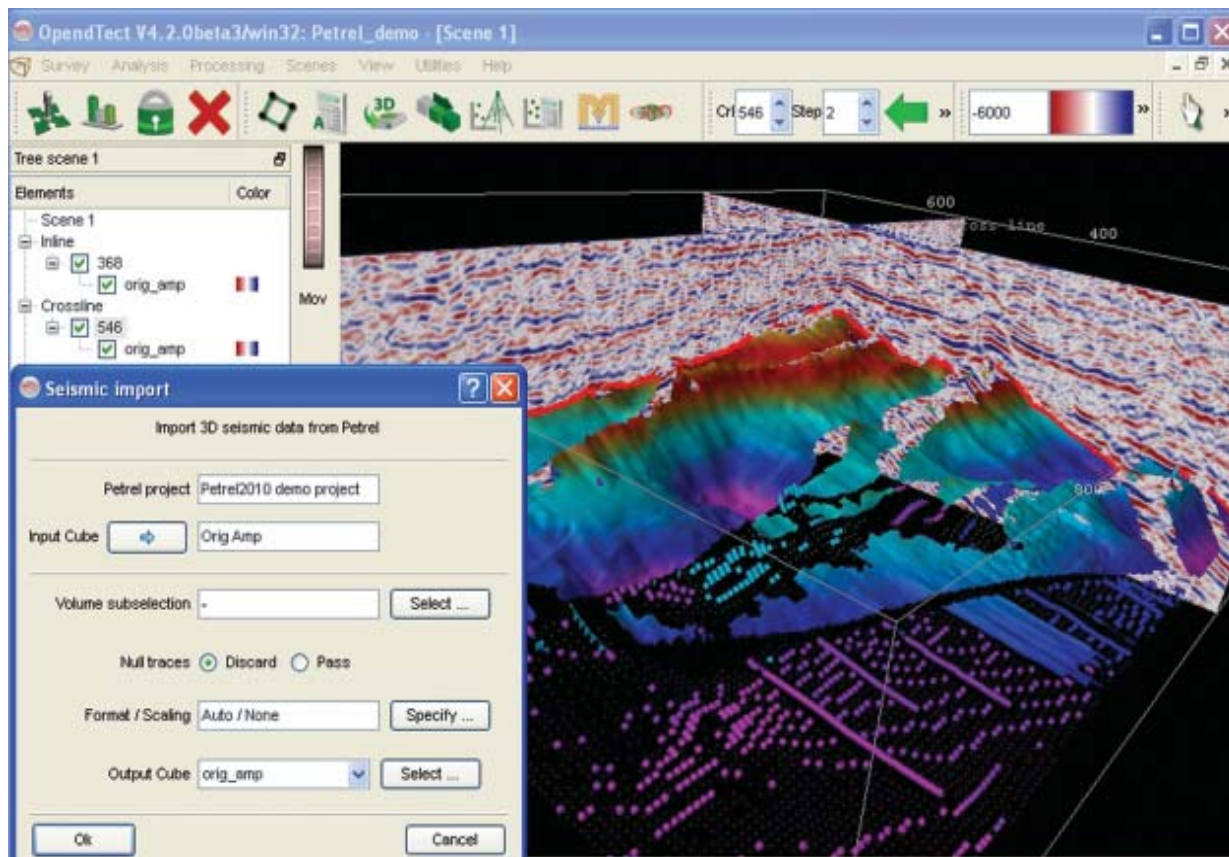 OpendTect V4.2.0beta3/win32: Petrel_demo - [Scene 1]
Survey Analysis Processing Scenes View Utilities Help
3D
A
Crl 546 Step 2 » -6000 »
Tree scene 1
Elements Color
Scene 1
Inline
368
orig_amp
Crossline
546
orig_amp
Mov
600
line
400
800
Seismic import
Import 3D seismic data from Petrel
Petrel project Petrel2010 demo project
Input Cube Orig Amp
Volume subselection - Select ...
Null traces Discard Pass
Format / Scaling Auto / None Specify ...
Output Cube orig_amp Select ...
Ok Cancel